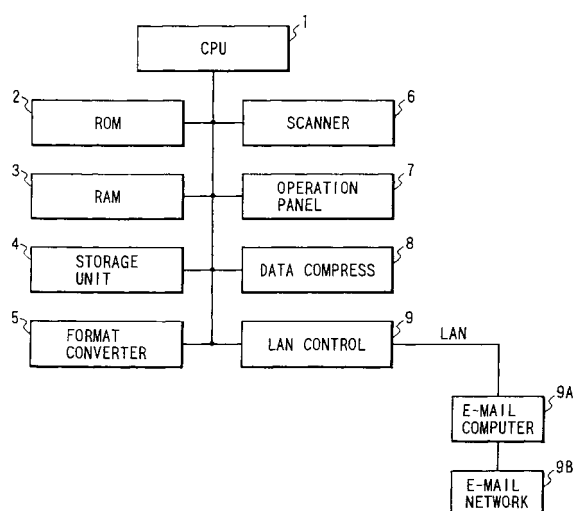 1
CPU
2
ROM
6
SCANNER
3
RAM
7
OPERATION
PANEL
4
STORAGE
UNIT
8
DATA COMPRESS
5
FORMAT
CONVERTER
9
LAN CONTROL
LAN
9A
E-MAIL
COMPUTER
9B
E-MAIL
NETWORK